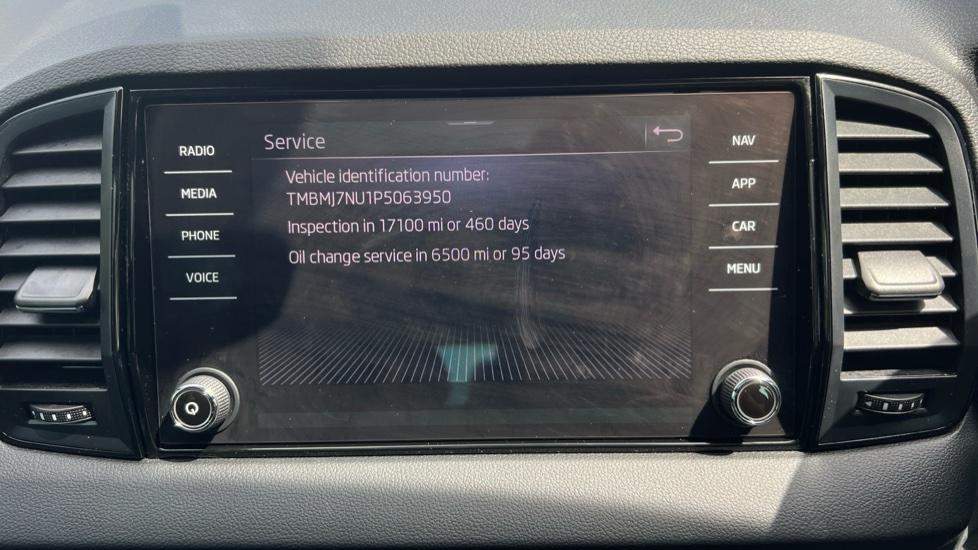 RADIO
MEDIA
PHONE
VOICE
Service
Vehicle identification number:
TMBMJ7NU1P5063950
Inspection in 17100 mi or 460 days
Oil change service in 6500 mi or 95 days
NAV
APP
CAR
MENU